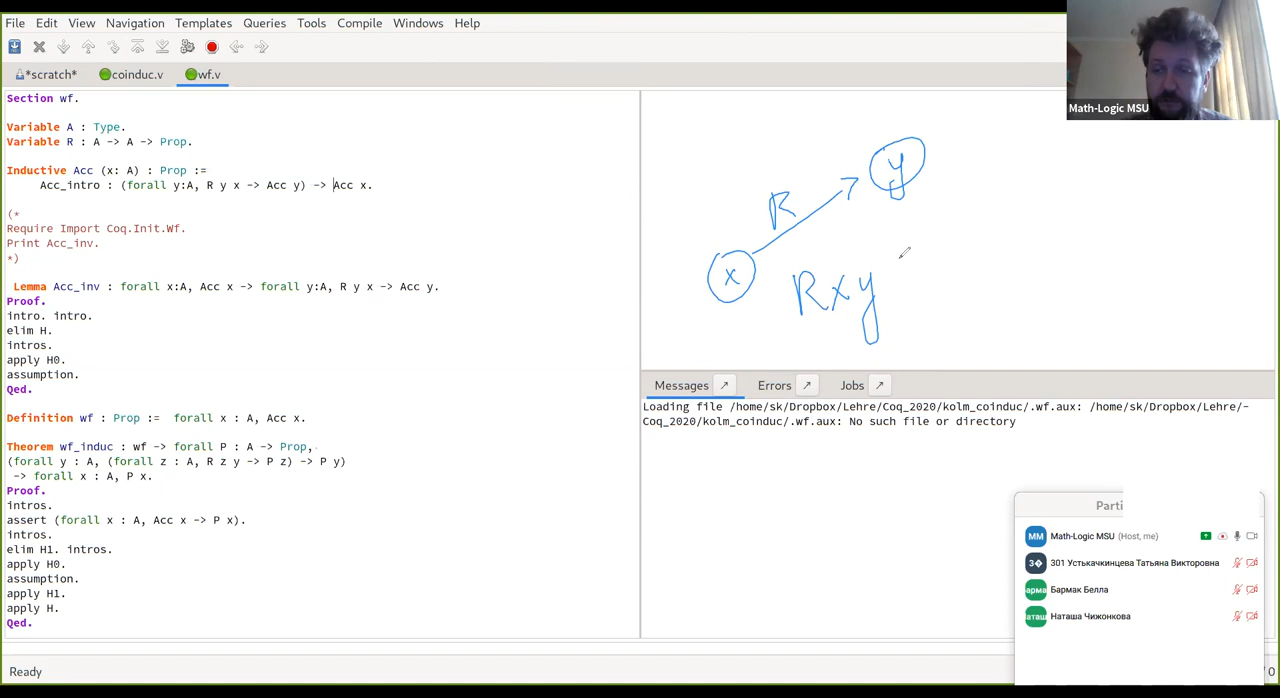 File Edit View Navigation Templates Queries Tools Compile Windows Help
*scratch* coinduc.v wf.v
Section wf.
Variable A : Type.
Variable R : A -> A -> Prop.
Inductive Acc (x: A) : Prop :=
Acc_intro : (forall y:A, R y x -> Acc y) -> Acc x.
(*
Require Import Coq.Init.Wf.
Print Acc_inv.
*)
Lemma Acc_inv : forall x:A, Acc x -> forall y:A, R y x -> Acc y.
Proof.
intro. intro.
elim H.
intros.
apply H0.
assumption.
Qed.
Definition wf : Prop := forall x : A, Acc x.
Theorem wf_induc : wf -> forall P : A -> Prop,
(forall y : A, (forall z : A, R z y -> P z) -> P y)
-> forall x : A, P x.
Proof.
intros.
assert (forall x : A, Acc x -> P x).
intros.
elim H1. intros.
apply H0.
assumption.
apply H1.
apply H.
Qed.
Ready
y
R
x
R x y
Messages Errors Jobs
Loading file /home/sk/Dropbox/Lehre/Coq_2020/kolm_coinduc/.wf.aux: /home/sk/Dropbox/Lehre/-
Coq_2020/kolm_coinduc/.wf.aux: No such file or directory
Math-Logic MSU
Parti
MM Math-Logic MSU (Host, me)
301 Устькачкинцева Татьяна Викторовна
Бармак Белла
Наташа Чижонкова
/ 0